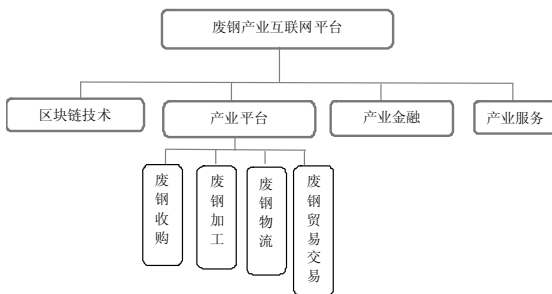 废钢产业互联网平台
区块链技术
产业平台
产业金融
产业服务
废钢收购
废钢加工
废钢物流
废钢贸易交易